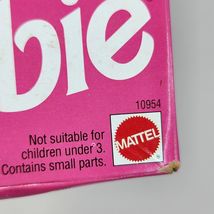 bie
10954
Not suitable for
children under 3.
Contains small parts.
MATTEL